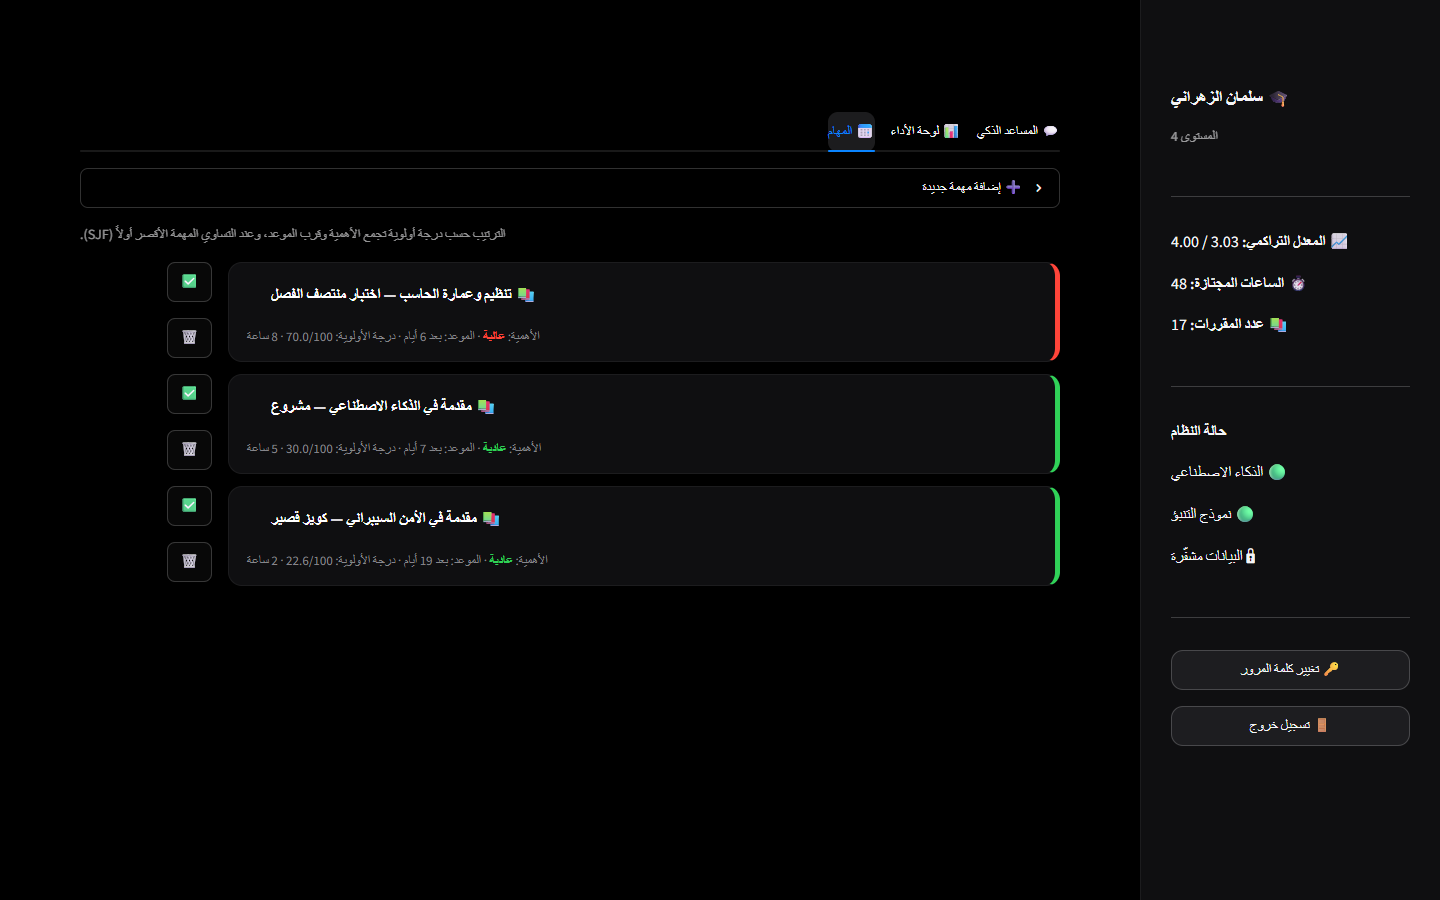 🎓 سلمان الزهراني
المستوى 4
📈 المعدل التراكمي: 3.03 / 4.00
⏱️ الساعات المجتازة: 48
📚 عدد المقررات: 17
حالة النظام
🟢 الذكاء الاصطناعي
🟢 نموذج التنبؤ
🔒 البيانات مشفّرة
🔑 تغيير كلمة المرور
🚪 تسجيل خروج
💬 المساعد الذكي
📊 لوحة الأداء
📅 المهام
➕ إضافة مهمة جديدة
الترتيب حسب درجة أولوية تجمع الأهمية وقرب الموعد، وعند التساوي المهمة الأقصر أولاً (SJF).
📚 تنظيم وعمارة الحاسب — اختبار منتصف الفصل
الأهمية: عالية · الموعد: بعد 6 أيام · درجة الأولوية: 70.0/100 · 8 ساعة
📚 مقدمة في الذكاء الاصطناعي — مشروع
الأهمية: عادية · الموعد: بعد 7 أيام · درجة الأولوية: 30.0/100 · 5 ساعة
📚 مقدمة في الأمن السيبراني — كويز قصير
الأهمية: عادية · الموعد: بعد 19 أيام · درجة الأولوية: 22.6/100 · 2 ساعة